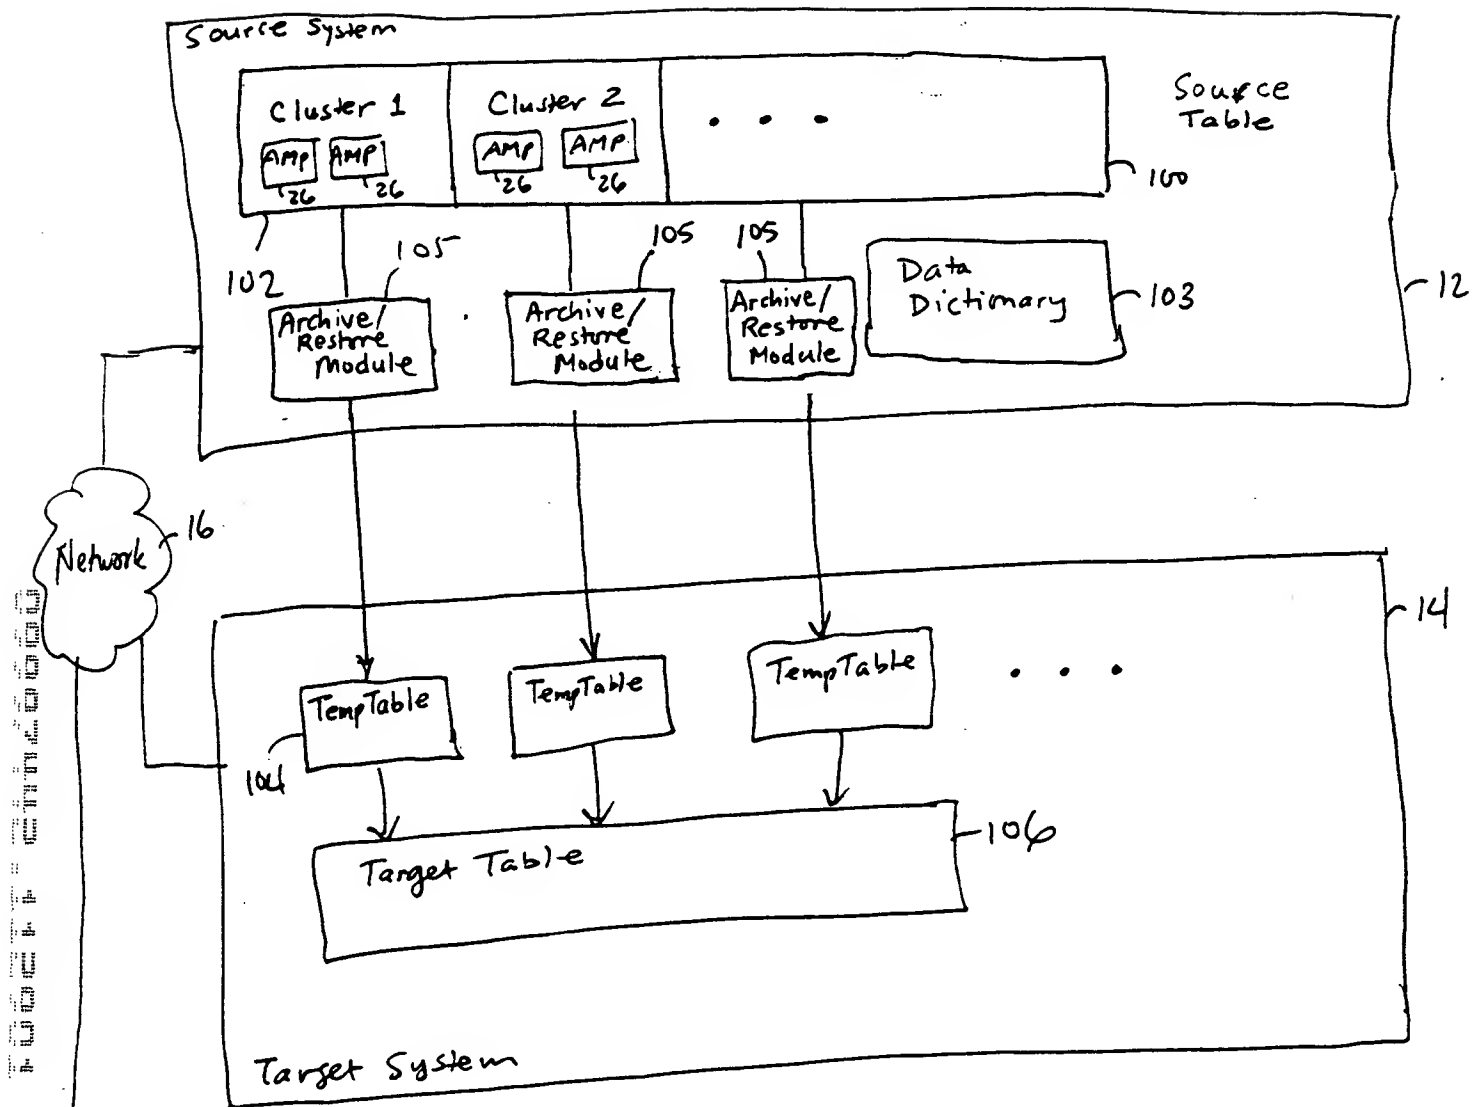 Source System
Cluster 1
AMP
AMP
26
26
Cluster 2
AMP
AMP
26
26
Source
Table
100
102
105
105
105
Archive/
Restore
Module
Archive/
Restore
Module
Archive/
Restore
Module
Data
Dictionary
103
12
Network
16
14
TempTable
TempTable
TempTable
104
Target Table
106
Target System